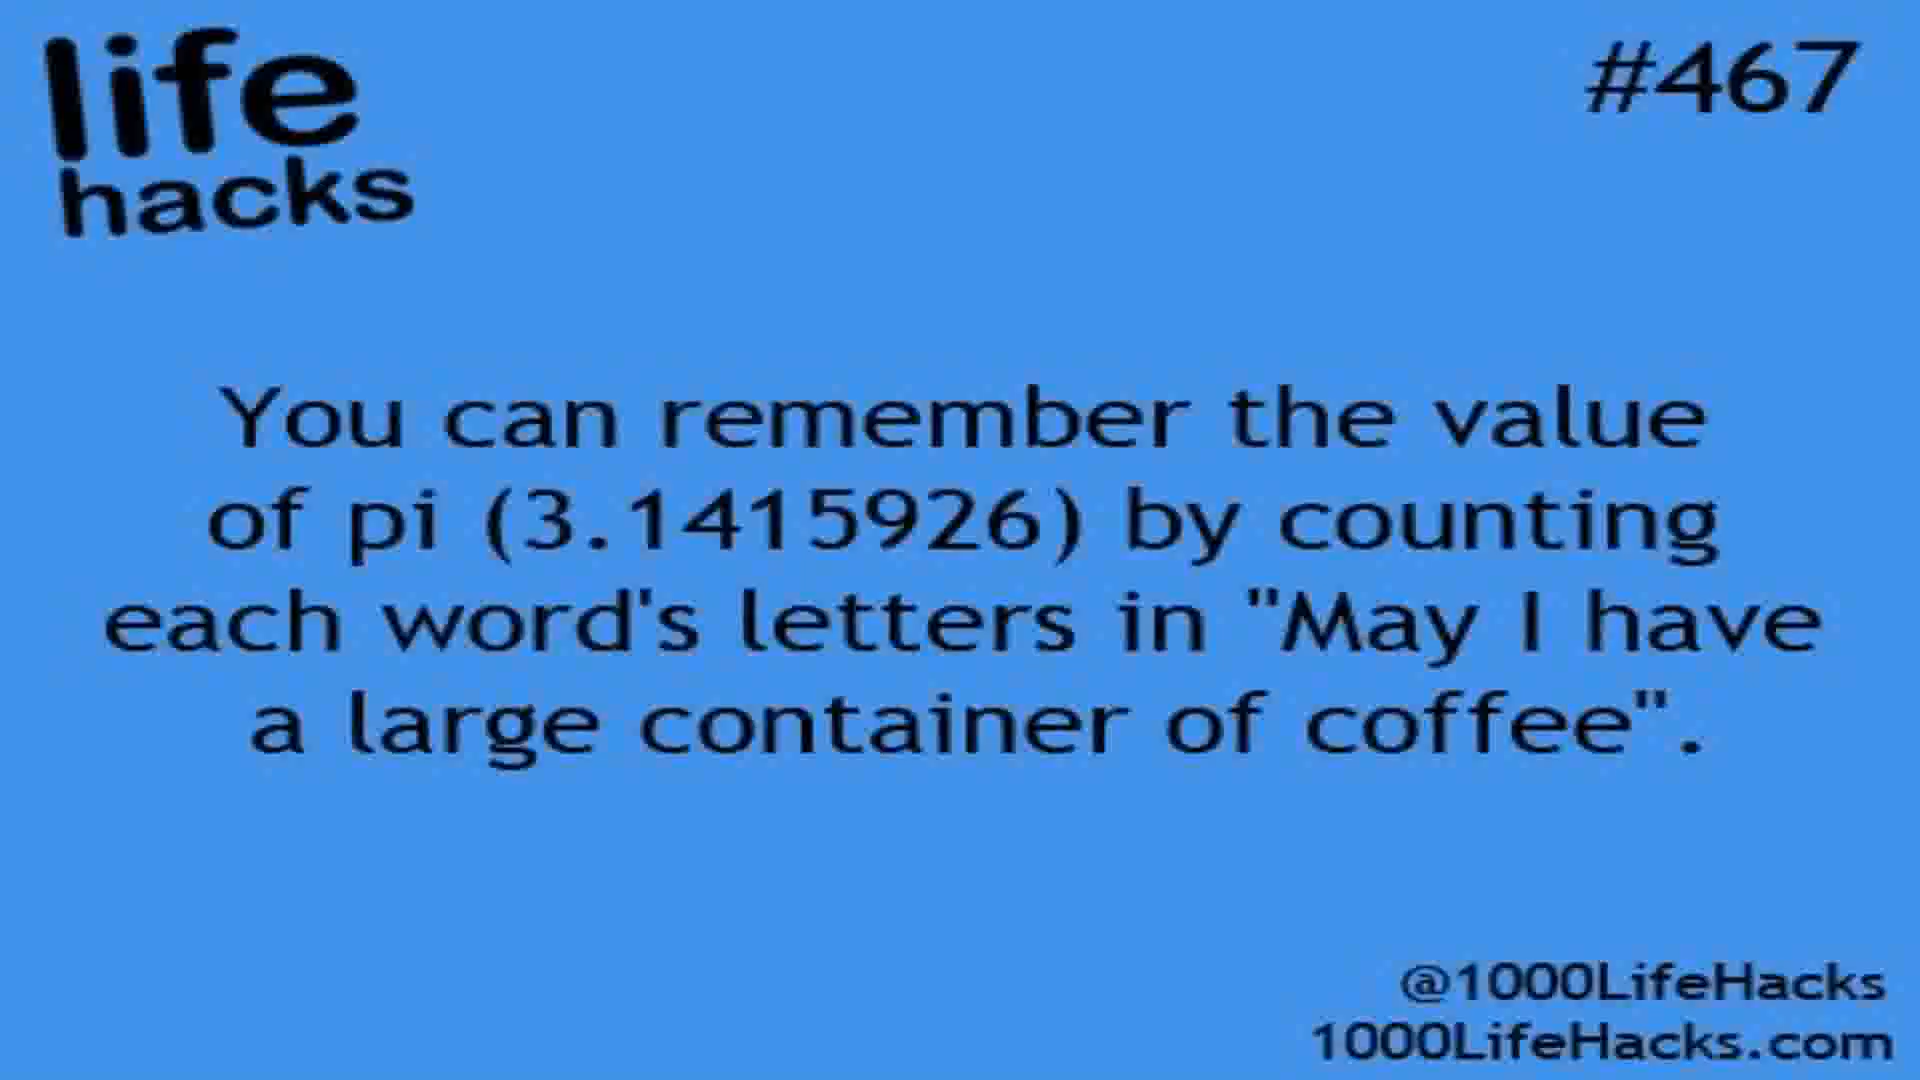 life
hacks
#467
You can remember the value
of pi (3.1415926) by counting
each word's letters in "May I have
a large container of coffee".
@1000LifeHacks
1000LifeHacks.com